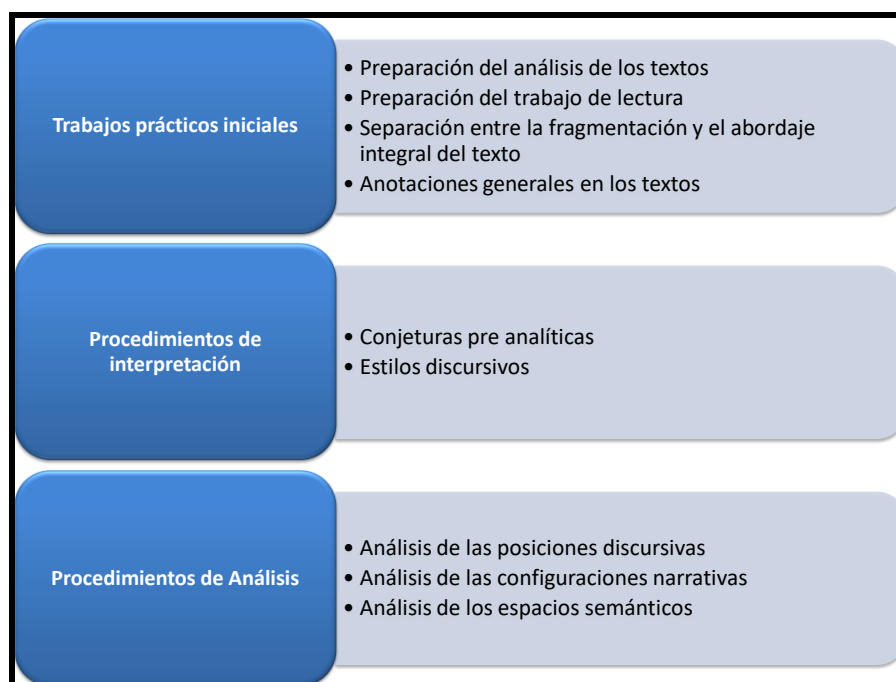 Trabajos prácticos iniciales
• Preparación del análisis de los textos
• Preparación del trabajo de lectura
• Separación entre la fragmentación y el abordaje
integral del texto
• Anotaciones generales en los textos
Procedimientos de
interpretación
• Conjeturas pre analíticas
• Estilos discursivos
Procedimientos de Análisis
• Análisis de las posiciones discursivas
• Análisis de las configuraciones narrativas
• Análisis de los espacios semánticos